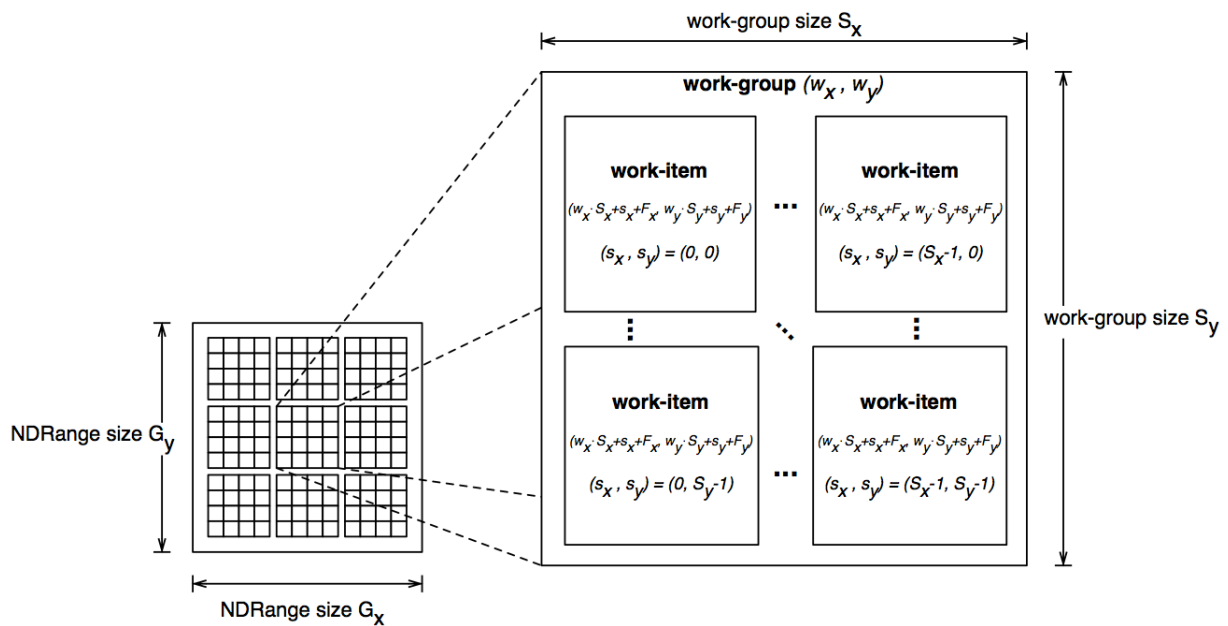 work-group size Sx
work-group (wx , wy)
work-item
(wx· Sx+sx+Fx, wy· Sy+sy+Fy)
(sx , sy) = (0, 0)
...
work-item
(wx· Sx+sx+Fx, wy· Sy+sy+Fy)
(sx , sy) = (Sx-1, 0)
work-group size Sy
work-item
(wx· Sx+sx+Fx, wy· Sy+sy+Fy)
(sx , sy) = (0, Sy-1)
...
work-item
(wx· Sx+sx+Fx, wy· Sy+sy+Fy)
(sx , sy) = (Sx-1, Sy-1)
NDRange size Gy
NDRange size Gx